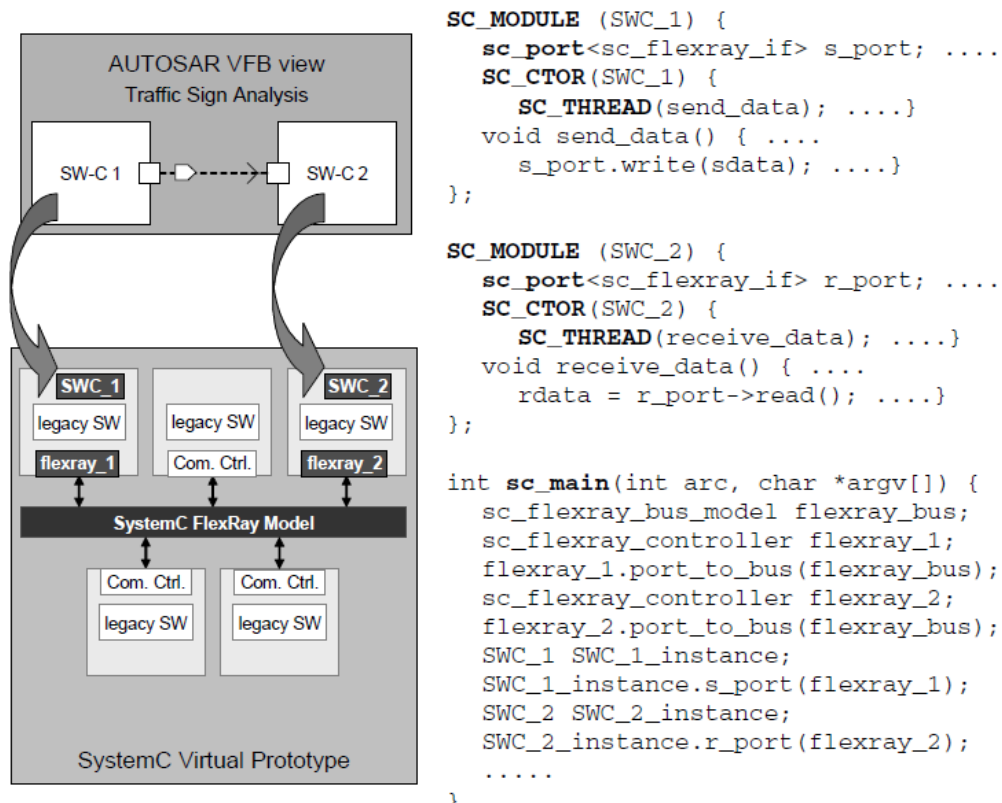 AUTOSAR VFB view
Traffic Sign Analysis
SW-C 1
SW-C 2
SWC_1
SWC_2
legacy SW
legacy SW
legacy SW
flexray_1
Com. Ctrl.
flexray_2
SystemC FlexRay Model
Com. Ctrl.
Com. Ctrl.
legacy SW
legacy SW
SystemC Virtual Prototype
SC_MODULE (SWC_1) {
sc_port<sc_flexray_if> s_port; ....
SC_CTOR(SWC_1) {
SC_THREAD(send_data); ....}
void send_data() { ....
s_port.write(sdata); ....}
};
SC_MODULE (SWC_2) {
sc_port<sc_flexray_if> r_port; ....
SC_CTOR(SWC_2) {
SC_THREAD(receive_data); ....}
void receive_data() { ....
rdata = r_port->read(); ....}
};
int sc_main(int arc, char *argv[]) {
sc_flexray_bus_model flexray_bus;
sc_flexray_controller flexray_1;
flexray_1.port_to_bus(flexray_bus);
sc_flexray_controller flexray_2;
flexray_2.port_to_bus(flexray_bus);
SWC_1 SWC_1_instance;
SWC_1_instance.s_port(flexray_1);
SWC_2 SWC_2_instance;
SWC_2_instance.r_port(flexray_2);
.....
}